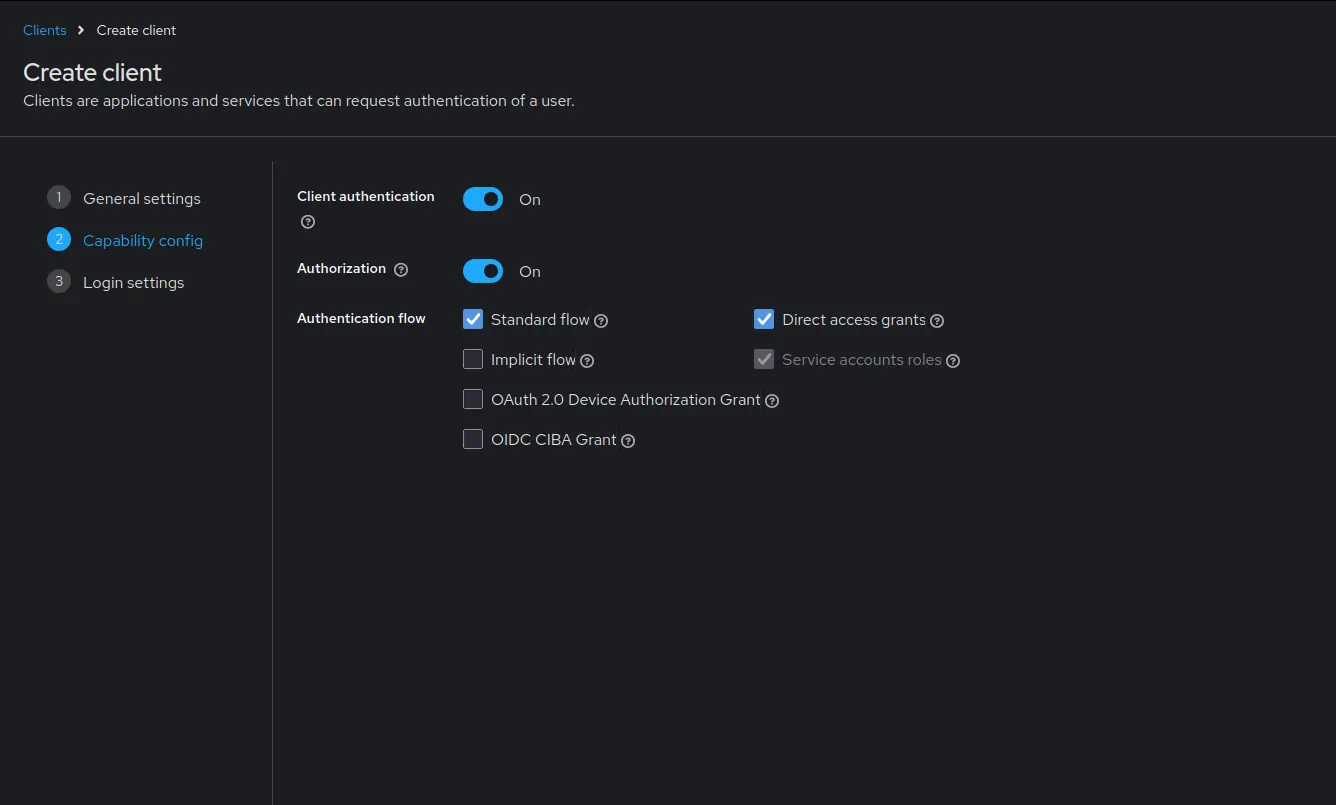 Clients > Create client
Create client
Clients are applications and services that can request authentication of a user.
1 General settings
2 Capability config
3 Login settings
Client authentication
On
Authorization
On
Authentication flow
Standard flow
Direct access grants
Implicit flow
Service accounts roles
OAuth 2.0 Device Authorization Grant
OIDC CIBA Grant